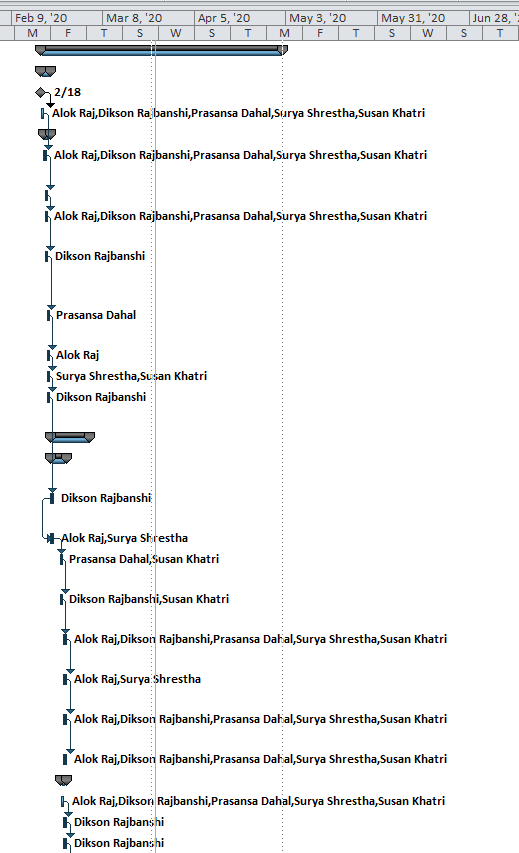 Feb 9, '20 Mar 8, '20 Apr 5, '20 May 3, '20 May 31, '20 Jun 28, '
M F T S W S T M F T S W S T
2/18
Alok Raj,Dikson Rajbanshi,Prasansa Dahal,Surya Shrestha,Susan Khatri
Alok Raj,Dikson Rajbanshi,Prasansa Dahal,Surya Shrestha,Susan Khatri
Alok Raj,Dikson Rajbanshi,Prasansa Dahal,Surya Shrestha,Susan Khatri
Dikson Rajbanshi
Prasansa Dahal
Alok Raj
Surya Shrestha,Susan Khatri
Dikson Rajbanshi
Dikson Rajbanshi
Alok Raj,Surya Shrestha
Prasansa Dahal,Susan Khatri
Dikson Rajbanshi,Susan Khatri
Alok Raj,Dikson Rajbanshi,Prasansa Dahal,Surya Shrestha,Susan Khatri
Alok Raj,Surya Shrestha
Alok Raj,Dikson Rajbanshi,Prasansa Dahal,Surya Shrestha,Susan Khatri
Alok Raj,Dikson Rajbanshi,Prasansa Dahal,Surya Shrestha,Susan Khatri
Alok Raj,Dikson Rajbanshi,Prasansa Dahal,Surya Shrestha,Susan Khatri
Dikson Rajbanshi
Dikson Rajbanshi